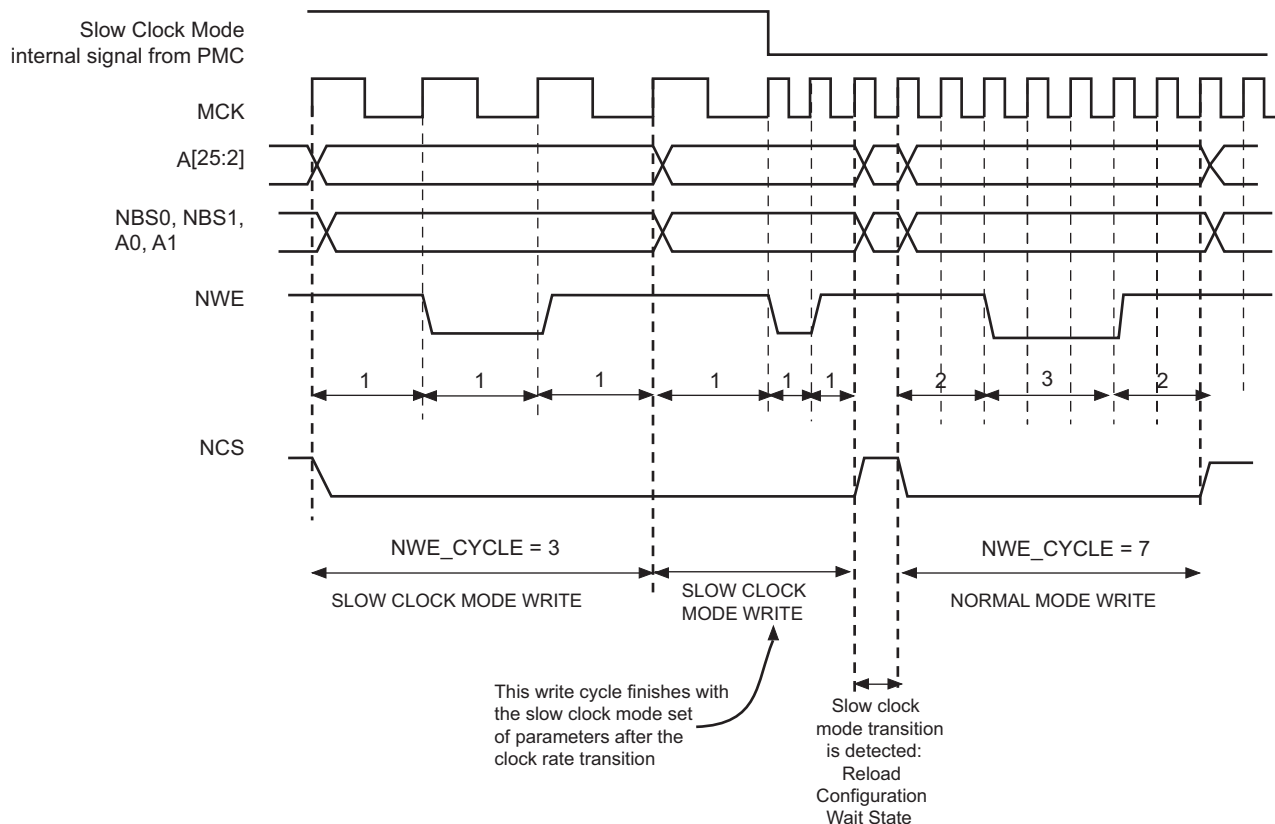 Slow Clock Mode
internal signal from PMC
MCK
A[25:2]
NBS0, NBS1,
A0, A1
NWE
1
1
1
1
1
1
2
3
2
NCS
NWE_CYCLE = 3
NWE_CYCLE = 7
SLOW CLOCK MODE WRITE
SLOW CLOCK
MODE WRITE
NORMAL MODE WRITE
This write cycle finishes with
the slow clock mode set
of parameters after the
clock rate transition
Slow clock
mode transition
is detected:
Reload
Configuration
Wait State